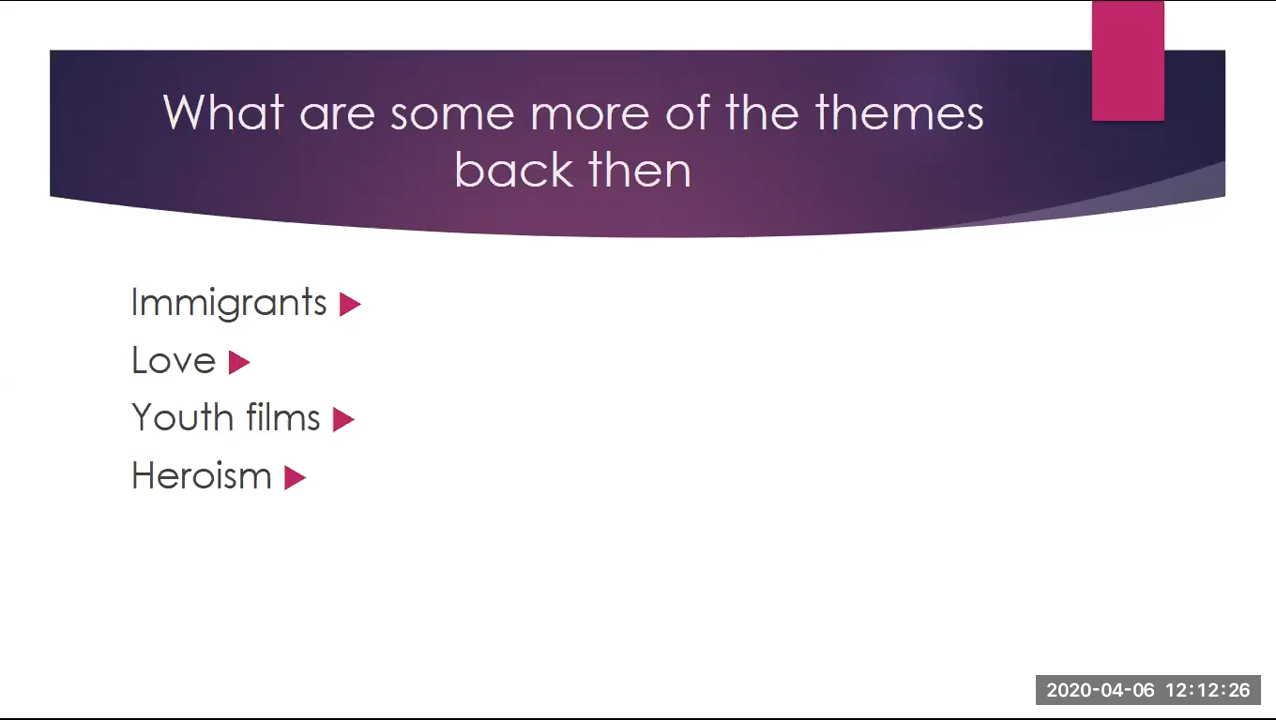 What are some more of the themes
back then
Immigrants
Love
Youth films
Heroism
2020-04-06 12:12:26